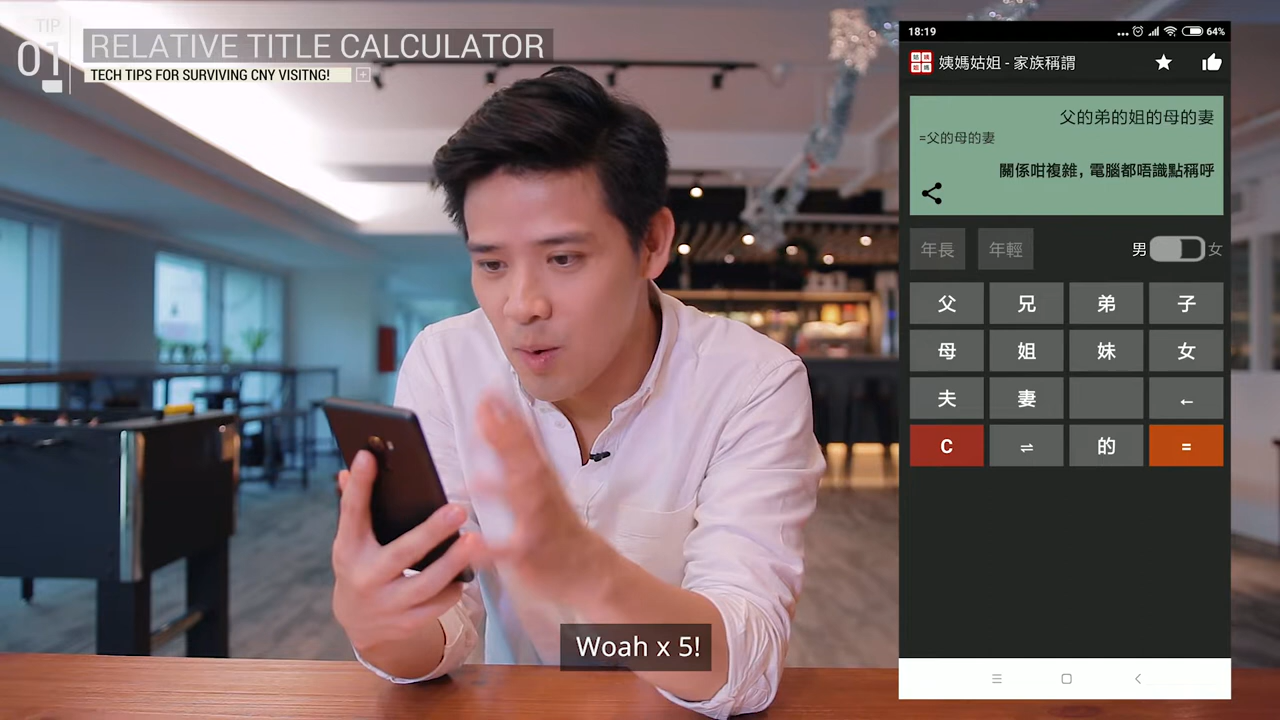 TIP
01
RELATIVE TITLE CALCULATOR
TECH TIPS FOR SURVIVING CNY VISITNG!
18:19
64%
姨媽姑姐 - 家族稱謂
父的弟的姐的母的妻
=父的母的妻
關係咁複雜, 電腦都唔識點稱呼
年長 年輕 男 女
父 兄 弟 子
母 姐 妹 女
夫 妻 ←
C ⇌ 的 =
Woah x 5!